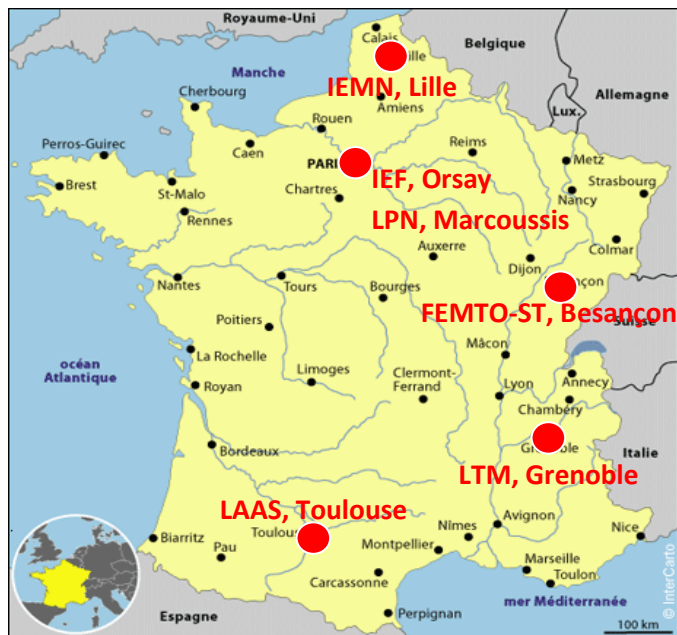 Royaume-Uni
Calais
Belgique
Manche
IEMN, Lille
Allemagne
Cherbourg
Amiens
Lux.
Rouen
Perros-Guirec
Caen
Reims
Metz
IEF, Orsay
Brest
St-Malo
Chartres
Strasbourg
Nancy
LPN, Marcoussis
Rennes
Auxerre
Colmar
Dijon
Nantes
Tours
Bourges
FEMTO-ST, Besançon
Suisse
Poitiers
Mâcon
océan
Atlantique
La Rochelle
Limoges
Clermont-
Ferrand
Royan
Lyon
Annecy
Chambéry
Bordeaux
Italie
LTM, Grenoble
LAAS, Toulouse
Avignon
Biarritz
Nîmes
Nice
Pau
Montpellier
Carcassonne
Marseille
Toulon
mer Méditerranée
Espagne
Perpignan
100 km
© InterCarto